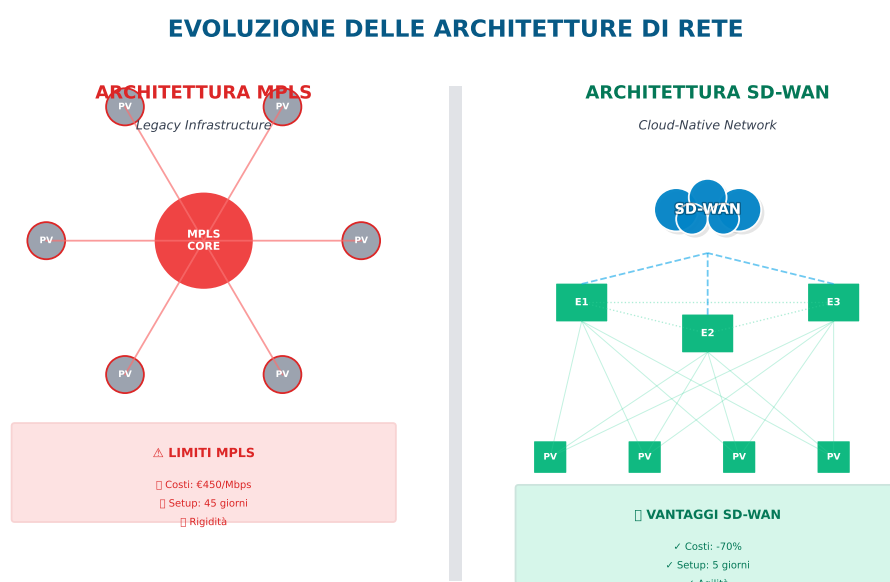 EVOLUZIONE DELLE ARCHITETTURE DI RETE
ARCHITETTURA MPLS
Legacy Infrastructure
PV
PV
PV
MPLS
CORE
PV
PV
PV
⚠ LIMITI MPLS
Costi: €450/Mbps
Setup: 45 giorni
Rigidità
ARCHITETTURA SD-WAN
Cloud-Native Network
SD-WAN
E1
E2
E3
PV
PV
PV
PV
VANTAGGI SD-WAN
✓ Costi: -70%
✓ Setup: 5 giorni
✓ Agilità